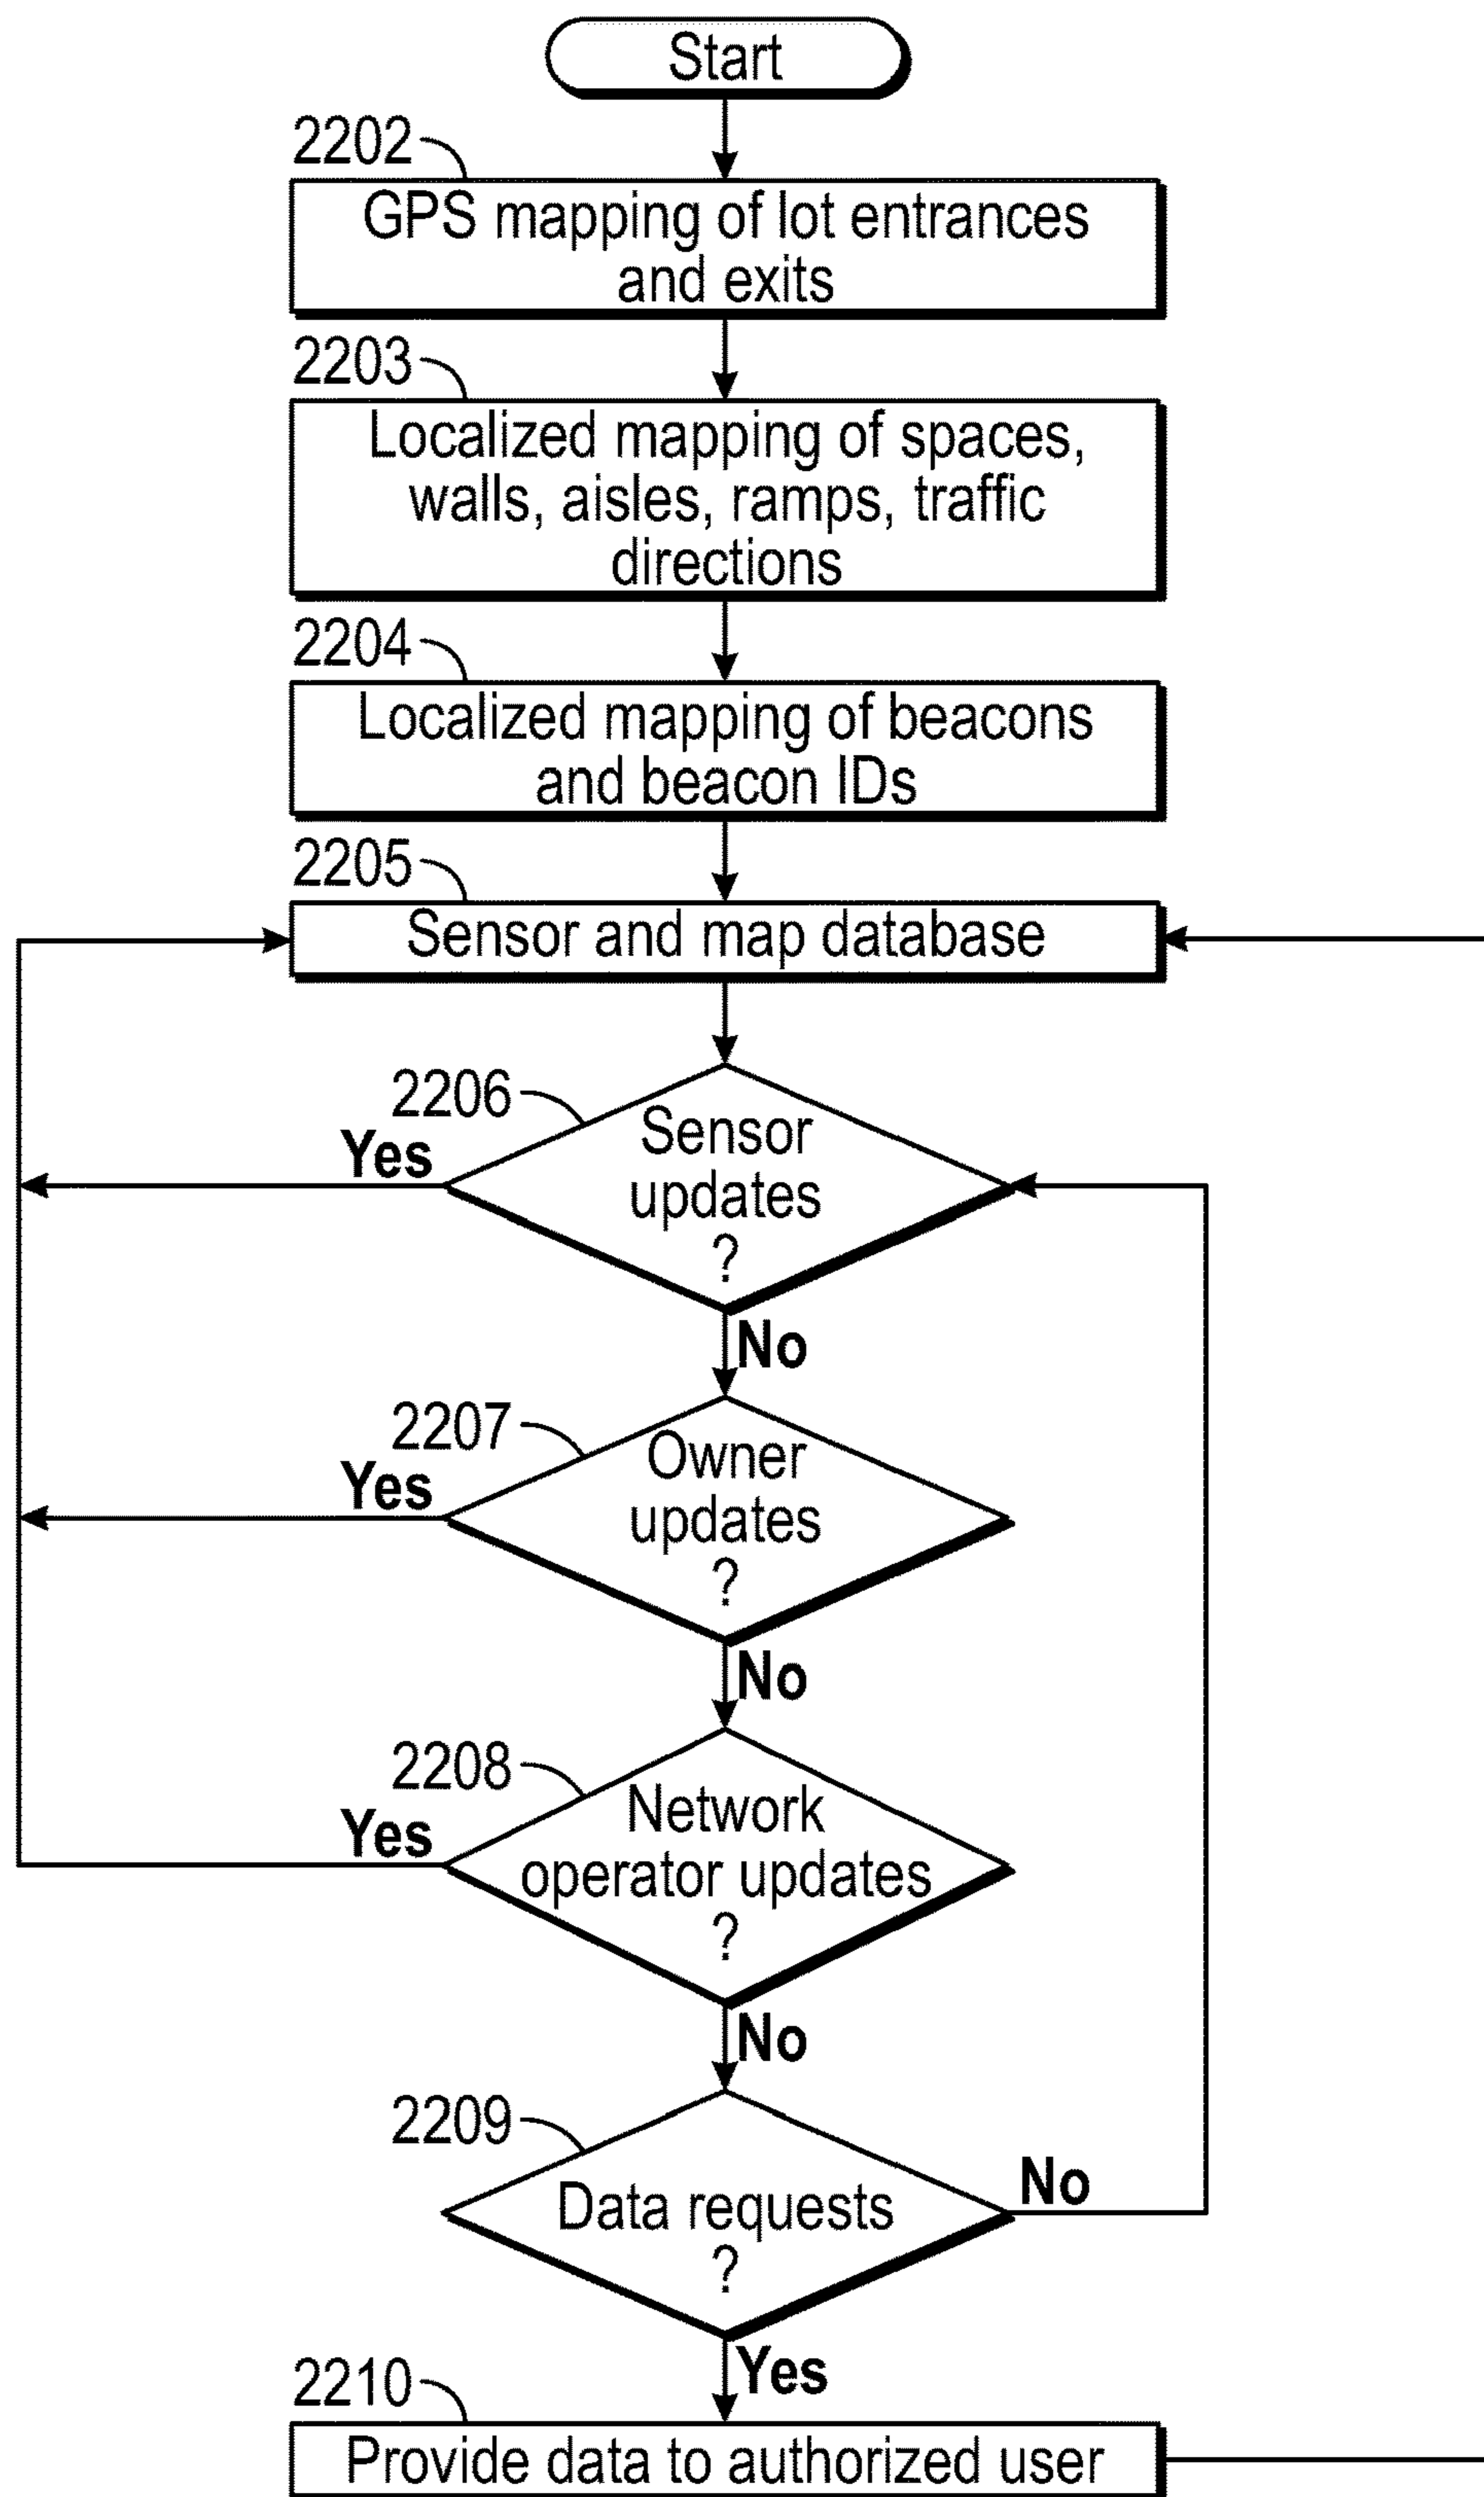 Start
2202
GPS mapping of lot entrances
and exits
2203
Localized mapping of spaces,
walls, aisles, ramps, traffic
directions
2204
Localized mapping of beacons
and beacon IDs
2205
Sensor and map database
2206
Yes
Sensor
updates
?
No
2207
Yes
Owner
updates
?
No
2208
Yes
Network
operator updates
?
No
2209
Data requests
?
No
Yes
2210
Provide data to authorized user